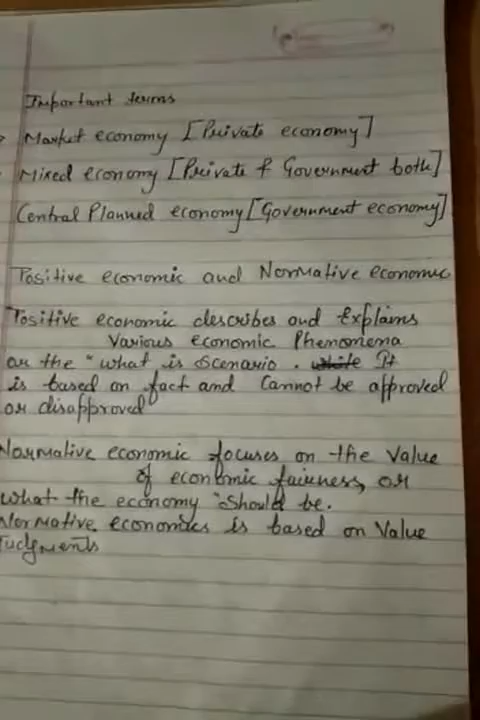 Important terms
Market economy [Private economy]
Mixed economy [Private & Government both]
Central Planned economy [Government economy]
Positive economic and Normative economic
Positive economic describes and Explains
Various economic Phenomena
or the "what is Scenario. while It
is based on fact and Cannot be approved
or disapproved
Normative economic focuses on the Value
of economic fairness, or
what the economy "Should be.
Normative economics is based on Value
Judgments